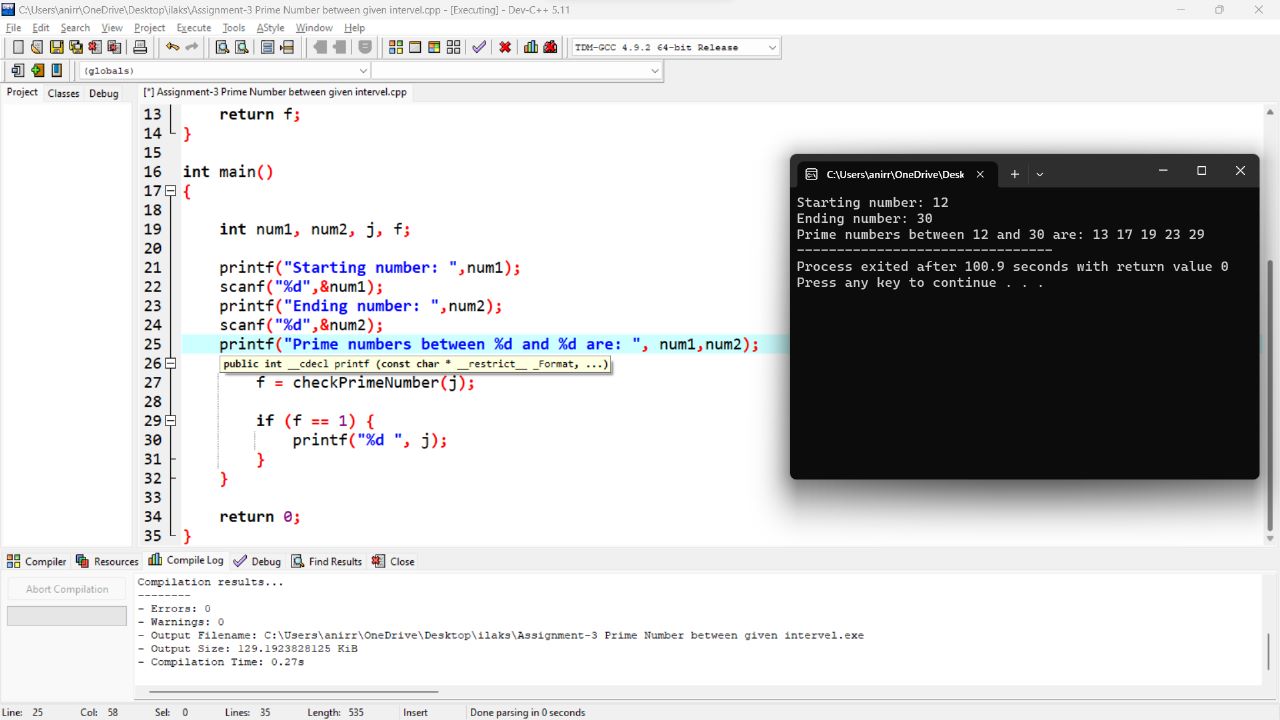 C:\Users\anirr\OneDrive\Desktop\ilaks\Assignment-3 Prime Number between given intervel.cpp - [Executing] - Dev-C++ 5.11
File Edit Search View Project Execute Tools AStyle Window Help
TDM-GCC 4.9.2 64-bit Release
(globals)
Project Classes Debug
[*] Assignment-3 Prime Number between given intervel.cpp
13 return f;
14 }
15
16 int main()
17 {
18
19 int num1, num2, j, f;
20
21 printf("Starting number: ",num1);
22 scanf("%d",&num1);
23 printf("Ending number: ",num2);
24 scanf("%d",&num2);
25 printf("Prime numbers between %d and %d are: ", num1,num2);
26 public int __cdecl printf (const char * __restrict__ _Format, ...)
27 f = checkPrimeNumber(j);
28
29 if (f == 1) {
30 printf("%d ", j);
31 }
32 }
33
34 return 0;
35 }
C:\Users\anirr\OneDrive\Desk
Starting number: 12
Ending number: 30
Prime numbers between 12 and 30 are: 13 17 19 23 29
--------------------------------
Process exited after 100.9 seconds with return value 0
Press any key to continue . . .
Compiler Resources Compile Log Debug Find Results Close
Abort Compilation
Compilation results...
--------
- Errors: 0
- Warnings: 0
- Output Filename: C:\Users\anirr\OneDrive\Desktop\ilaks\Assignment-3 Prime Number between given intervel.exe
- Output Size: 129.1923828125 KiB
- Compilation Time: 0.27s
Line: 25 Col: 58 Sel: 0 Lines: 35 Length: 535 Insert Done parsing in 0 seconds